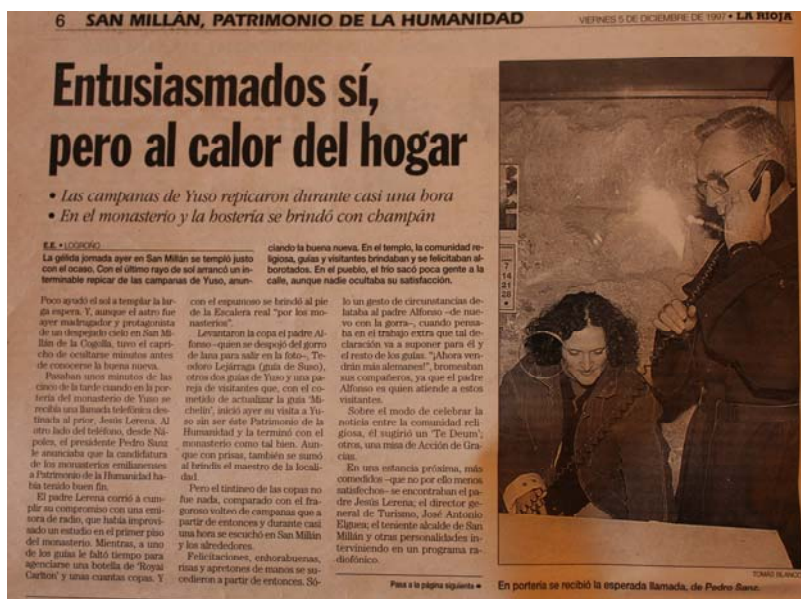 6 SAN MILLÁN, PATRIMONIO DE LA HUMANIDAD
VIERNES 5 DE DICIEMBRE DE 1997 • LA RIOJA
Entusiasmados sí,
pero al calor del hogar
• Las campanas de Yuso repicaron durante casi una hora
• En el monasterio y la hostería se brindó con champán
E.E. • LOGROÑO
La gélida jornada ayer en San Millán se templó justo
con el ocaso. Con el último rayo de sol arrancó un in-
terminable repicar de las campanas de Yuso, anun-
ciando la buena nueva. En el templo, la comunidad re-
ligiosa, guías y visitantes brindaban y se felicitaban al-
borotados. En el pueblo, el frío sacó poca gente a la
calle, aunque nadie ocultaba su satisfacción.
Poco ayudó el sol a templar la lar-
ga espera. Y, aunque el astro fue
ayer madrugador y protagonista
de un despejado cielo en San Mi-
llán de la Cogolla, tuvo el capri-
cho de ocultarse minutos antes
de conocerse la buena nueva.
Pasaban unos minutos de las
cinco de la tarde cuando en la por-
tería del monasterio de Yuso se
recibía una llamada telefónica des-
tinada al prior, Jesús Lerena. Al
otro lado del teléfono, desde Ná-
poles, el presidente Pedro Sanz
le anunciaba que la candidatura
de los monasterios emilianenses
a Patrimonio de la Humanidad ha-
bía tenido buen fin.
El padre Lerena corrió a cum-
plir su compromiso con una emi-
sora de radio, que había improvi-
sado un estudio en el primer piso
del monasterio. Mientras, a uno
de los guías le faltó tiempo para
agenciarse una botella de 'Royal
Carlton' y unas cuantas copas. Y
con el espumoso se brindó al pie
de la Escalera real "por los mo-
nasterios".
Levantaron la copa el padre Al-
fonso –quien se despojó del gorro
de lana para salir en la foto–, Te-
odoro Lejárraga (guía de Suso),
otros dos guías de Yuso y una pa-
reja de visitantes que, con el co-
metido de actualizar la guía 'Mi-
chelin', inició ayer su visita a Yu-
so sin ser éste Patrimonio de la
Humanidad y la terminó con el
monasterio como tal bien. Aun-
que con prisas, también se sumó
al brindis el maestro de la locali-
dad.
Pero el tintineo de las copas no
fue nada, comparado con el fra-
goroso volteo de campanas que a
partir de entonces y durante casi
una hora se escuchó en San Millán
y los alrededores.
Felicitaciones, enhorabuenas,
risas y apretones de manos se su-
cedieron a partir de entonces. Só-
lo un gesto de circunstancias de-
lataba al padre Alfonso –de nue-
vo con la gorra–, cuando pensa-
ba en el trabajo extra que tal de-
claración va a suponer para él y
el resto de los guías. "¡Ahora ven-
drán más alemanes!", bromeaban
sus compañeros, ya que el padre
Alfonso es quien atiende a estos
visitantes.
Sobre el modo de celebrar la
noticia entre la comunidad reli-
giosa, él sugirió un 'Te Deum';
otros, una misa de Acción de Gra-
cias.
En una estancia próxima, más
comedidos –que no por ello menos
satisfechos– se encontraban el pa-
dre Jesús Lerena; el director ge-
neral de Turismo, José Antonio
Elguea; el teniente alcalde de San
Millán y otras personalidades in-
terviniendo en un programa ra-
diofónico.
Pasa a la página siguiente
7
14
21
28
TOMÁS BLANCO
En portería se recibió la esperada llamada, de Pedro Sanz.